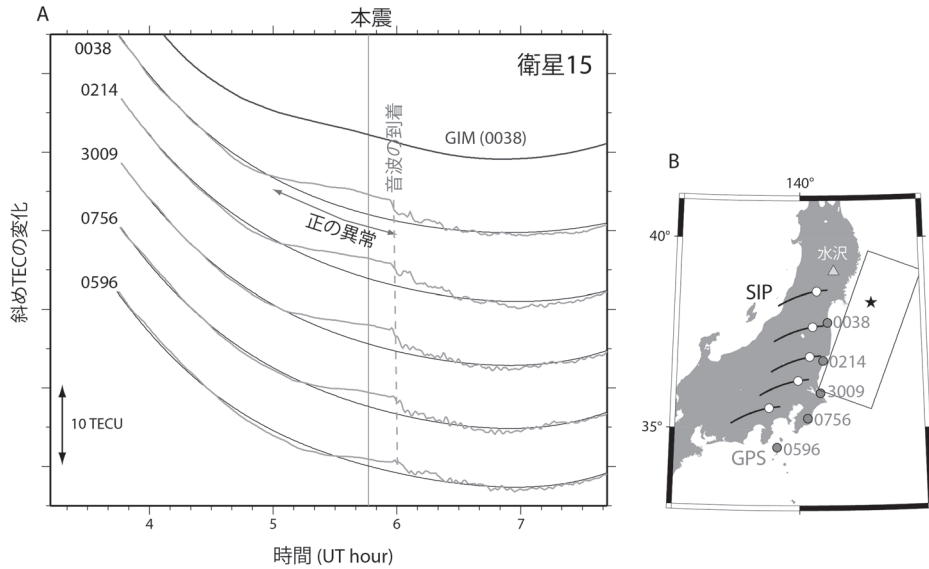 A
本震
0038
0214
3009
0756
0596
衛星15
GIM (0038)
音波の到着
正の異常
10 TECU
斜めTECの変化
4
5
6
7
時間 (UT hour)
B
140°
40°
35°
水沢
SIP
0038
0214
3009
0756
0596
GPS